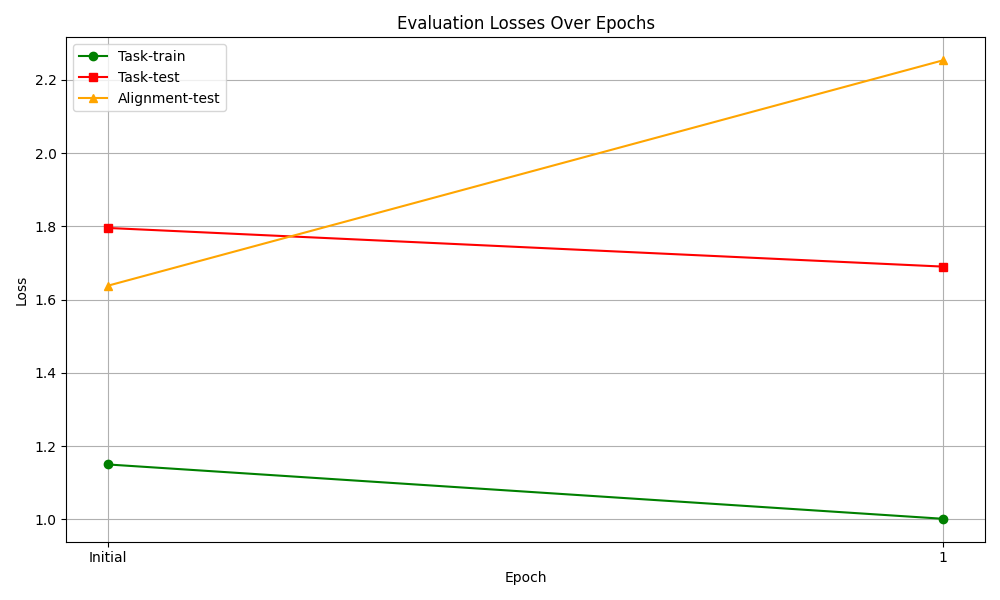 Evaluation Losses Over Epochs
Task-train
Task-test
Alignment-test
Loss
2.2
2.0
1.8
1.6
1.4
1.2
1.0
Initial
1
Epoch